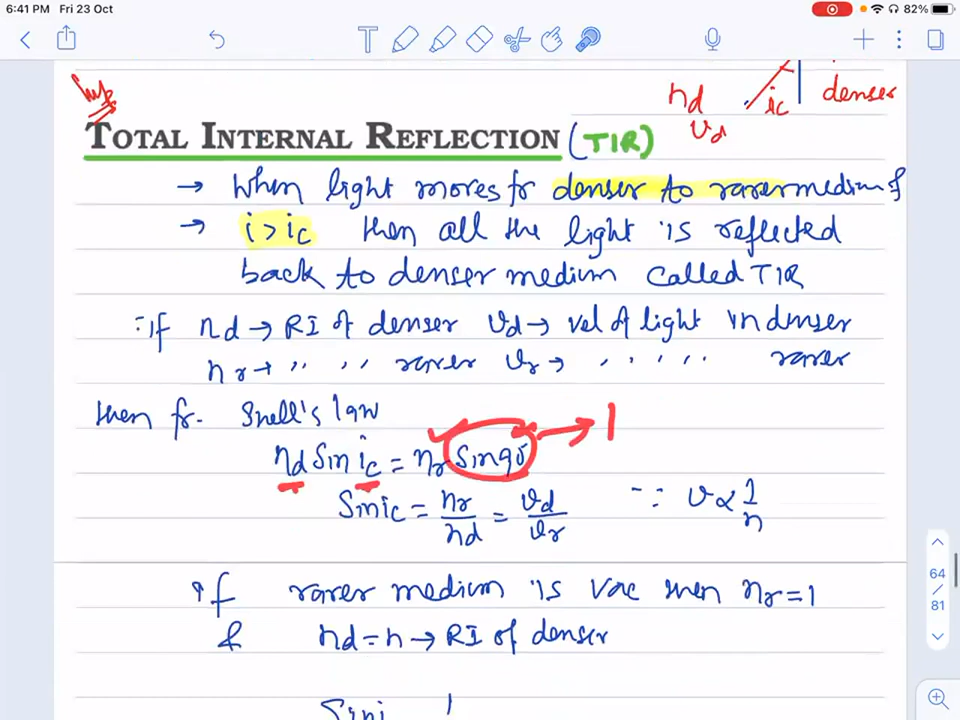 6:41 PM Fri 23 Oct
82%
T
Imp
nd
vd
ic
denser
TOTAL INTERNAL REFLECTION (TIR)
→ When light moves fr denser to rarer medium if
→ i > ic then all the light is reflected
back to denser medium called TIR
∵ if nd → RI of denser vd → vel of light in denser
nr → ,, ,, rarer vr → ,, ,, ,, rarer
then fr. Snell's law
nd Sin ic = nr Sin90° → 1
Sin ic = nr/nd = vd/vr ∵ v ∝ 1/n
if rarer medium is vac then nr = 1
& nd = n → RI of denser
64
/
81